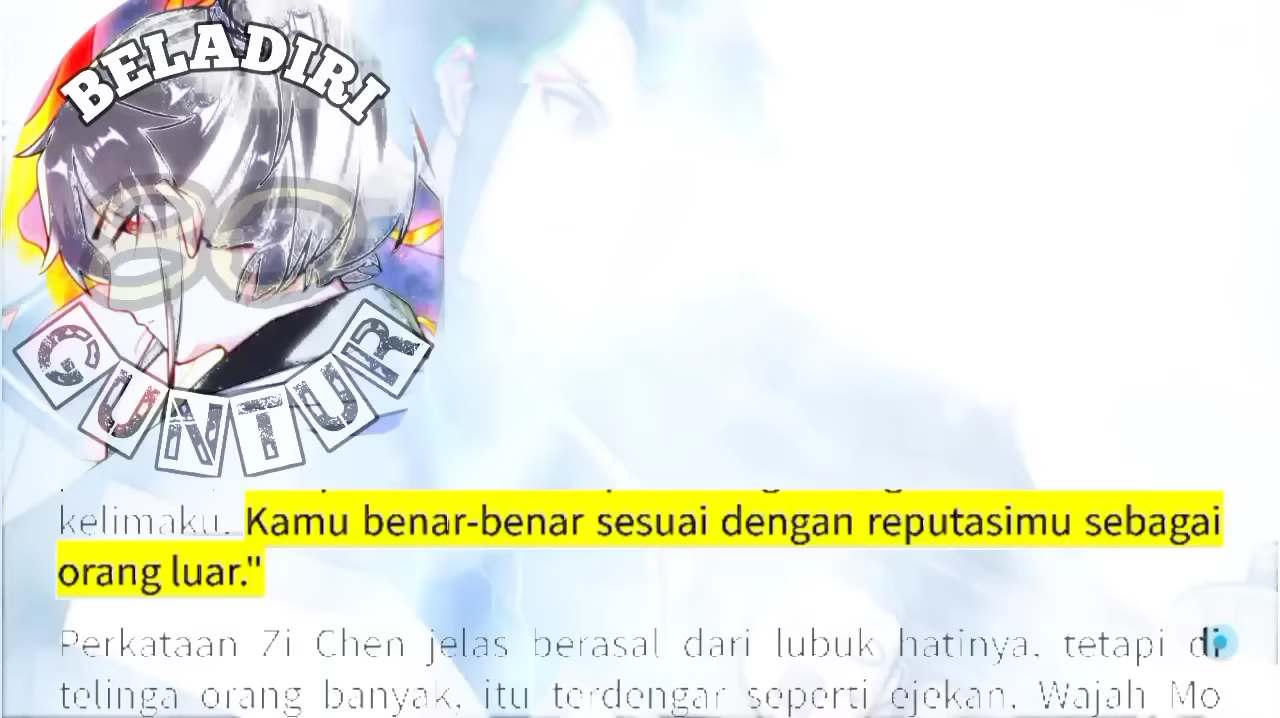 BELADIRI
GUNTUR
kelimaku. Kamu benar-benar sesuai dengan reputasimu sebagai
orang luar."
Perkataan Zi Chen jelas berasal dari lubuk hatinya, tetapi di
telinga orang banyak, itu terdengar seperti ejekan. Wajah Mo